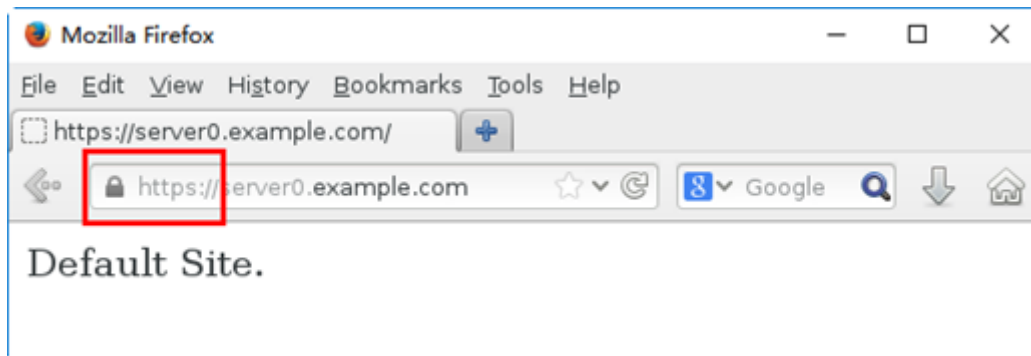 Mozilla Firefox
File Edit View History Bookmarks Tools Help
https://server0.example.com/
https://server0.example.com Google
Default Site.